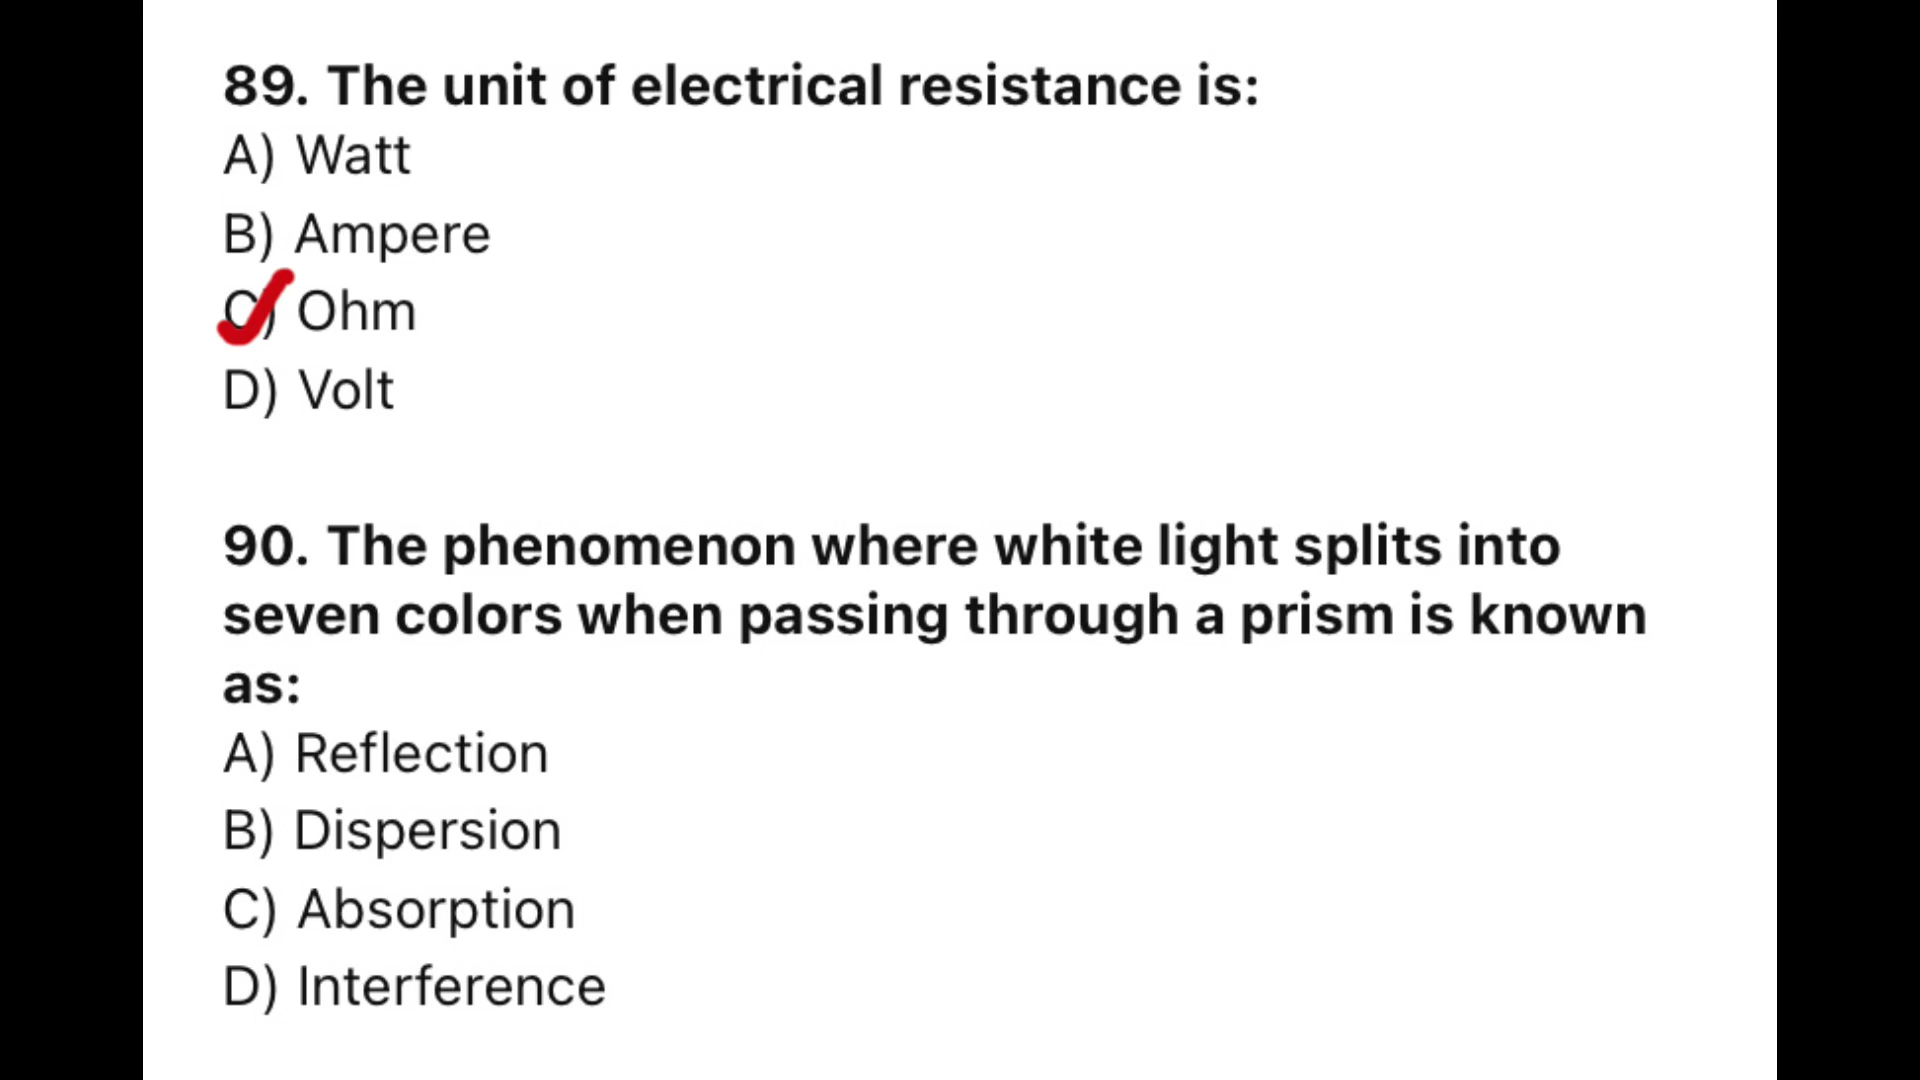 89. The unit of electrical resistance is:
A) Watt
B) Ampere
C) Ohm
D) Volt
90. The phenomenon where white light splits into
seven colors when passing through a prism is known
as:
A) Reflection
B) Dispersion
C) Absorption
D) Interference